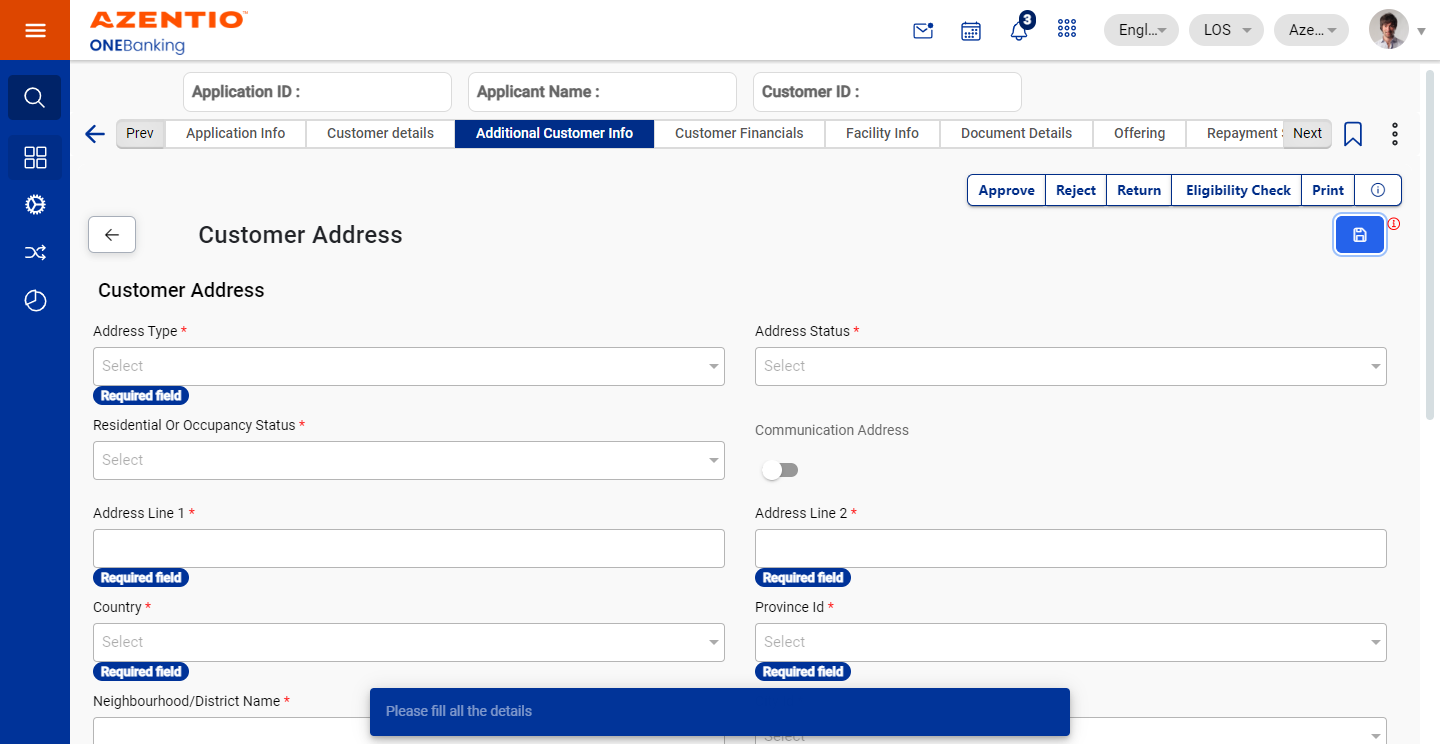 AZENTIO™
ONEBanking
3
Engl...
LOS
Aze...
Application ID :
Applicant Name :
Customer ID :
Prev
Application Info
Customer details
Additional Customer Info
Customer Financials
Facility Info
Document Details
Offering
Repayment
Next
Approve
Reject
Return
Eligibility Check
Print
Customer Address
Customer Address
Address Type *
Address Status *
Select
Select
Required field
Residential Or Occupancy Status *
Communication Address
Select
Address Line 1 *
Address Line 2 *
Required field
Required field
Country *
Province Id *
Select
Select
Required field
Required field
Neighbourhood/District Name *
Please fill all the details
Select